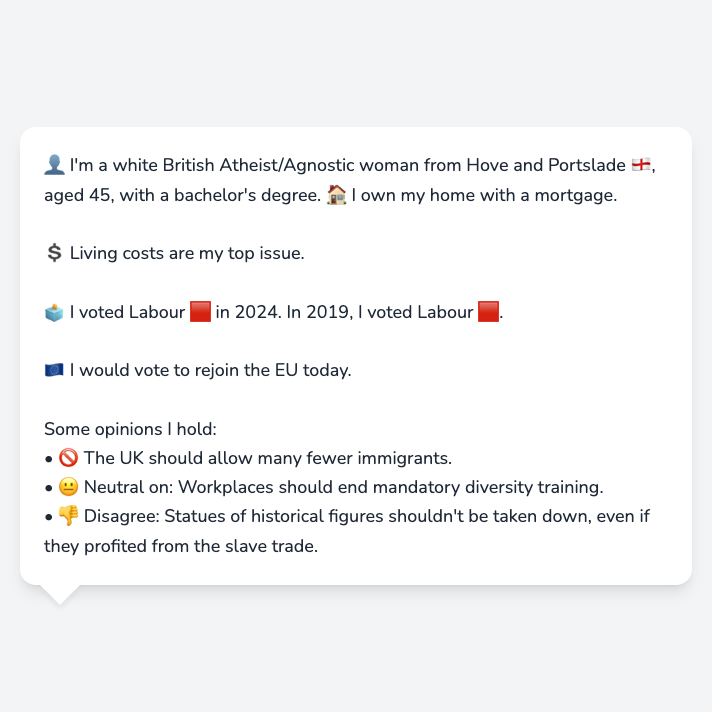 👤 I'm a white British Atheist/Agnostic woman from Hove and Portslade 🏴󠁧󠁢󠁥󠁮󠁧󠁿,
aged 45, with a bachelor's degree. 🏠 I own my home with a mortgage.
💲 Living costs are my top issue.
🗳️ I voted Labour 🟥 in 2024. In 2019, I voted Labour 🟥.
🇪🇺 I would vote to rejoin the EU today.
Some opinions I hold:
• 🚫 The UK should allow many fewer immigrants.
• 😐 Neutral on: Workplaces should end mandatory diversity training.
• 👎 Disagree: Statues of historical figures shouldn't be taken down, even if
they profited from the slave trade.